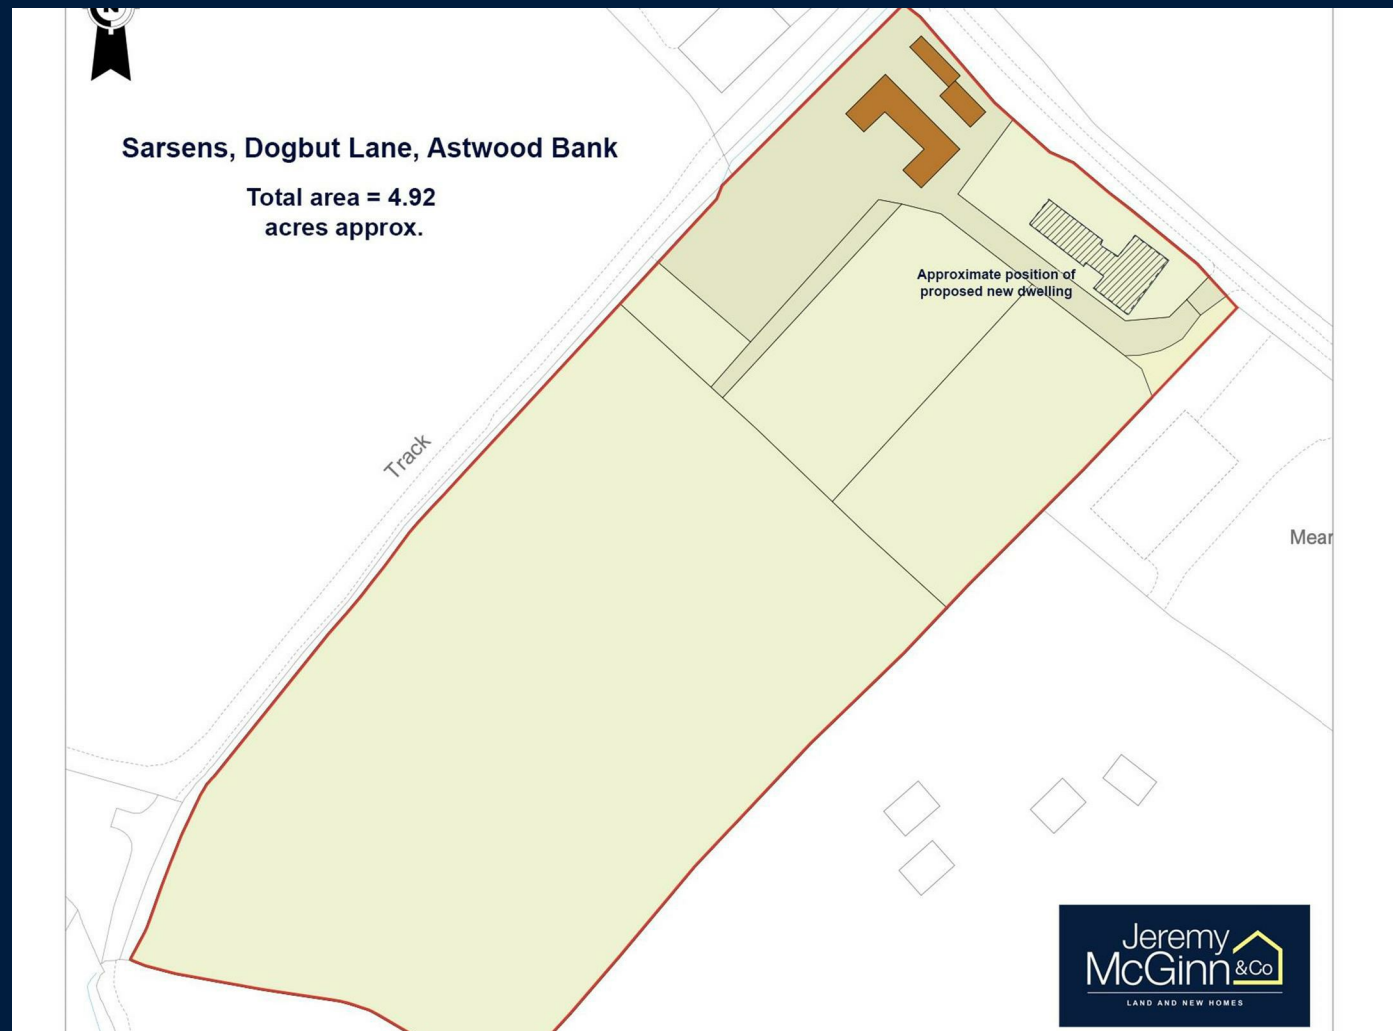 Sarsens, Dogbut Lane, Astwood Bank
Total area = 4.92
acres approx.
Approximate position of
proposed new dwelling
Track
Mear
Jeremy
McGinn &Co
LAND AND NEW HOMES